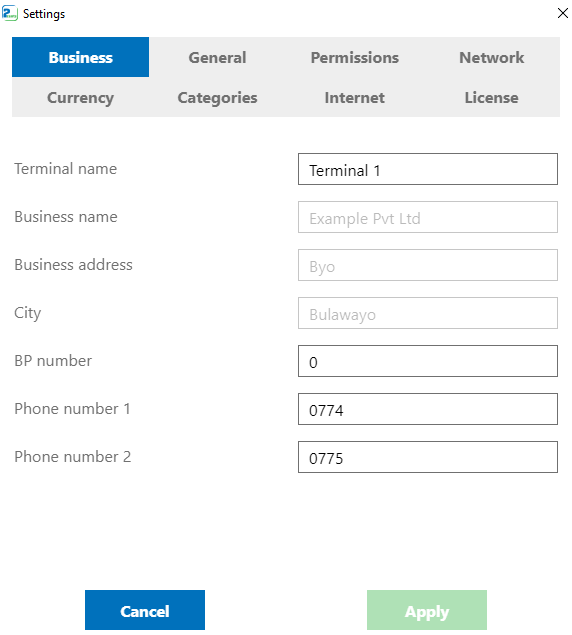 Settings
Business General Permissions Network
Currency Categories Internet License
Terminal name Terminal 1
Business name Example Pvt Ltd
Business address Byo
City Bulawayo
BP number 0
Phone number 1 0774
Phone number 2 0775
Cancel Apply